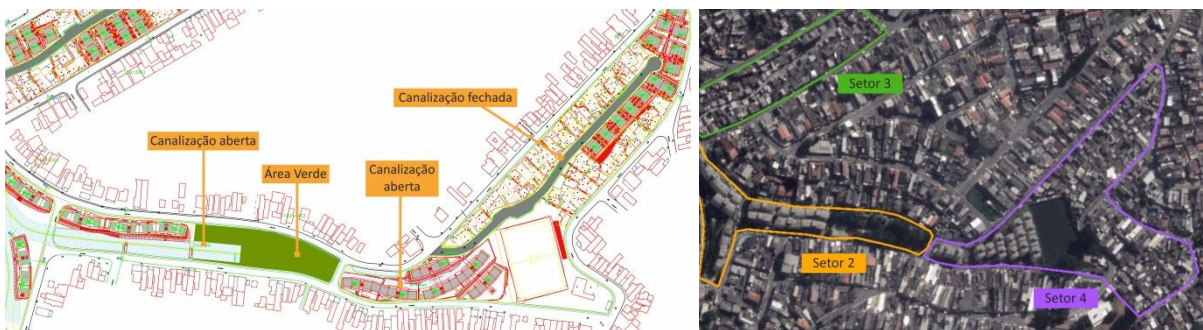 Canalização fechada
Canalização aberta
Área Verde
Canalização
aberta
Setor 3
Setor 2
Setor 4